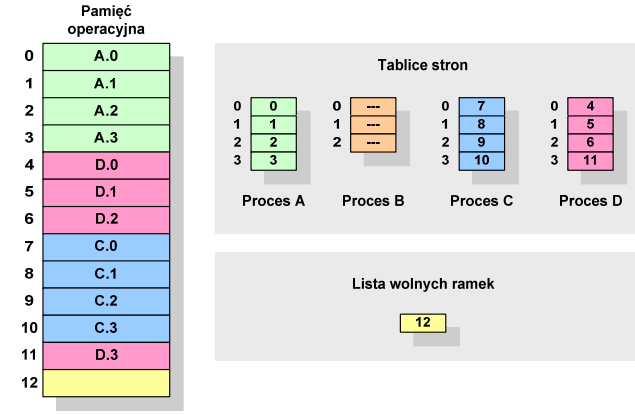 Pamięć
operacyjna
0 A.0
1 A.1
2 A.2
3 A.3
4 D.0
5 D.1
6 D.2
7 C.0
8 C.1
9 C.2
10 C.3
11 D.3
12
Tablice stron
0 0
1 1
2 2
3 3
Proces A
0 ---
1 ---
2 ---
Proces B
0 7
1 8
2 9
3 10
Proces C
0 4
1 5
2 6
3 11
Proces D
Lista wolnych ramek
12